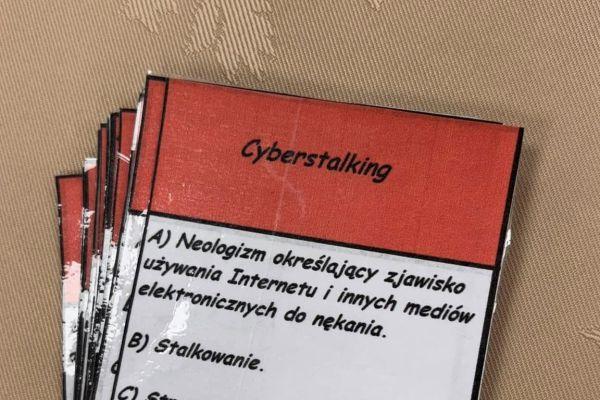 Cyberstalking
A) Neologizm określający zjawisko
używania Internetu i innych mediów
elektronicznych do nękania.
B) Stalkowanie.
C)